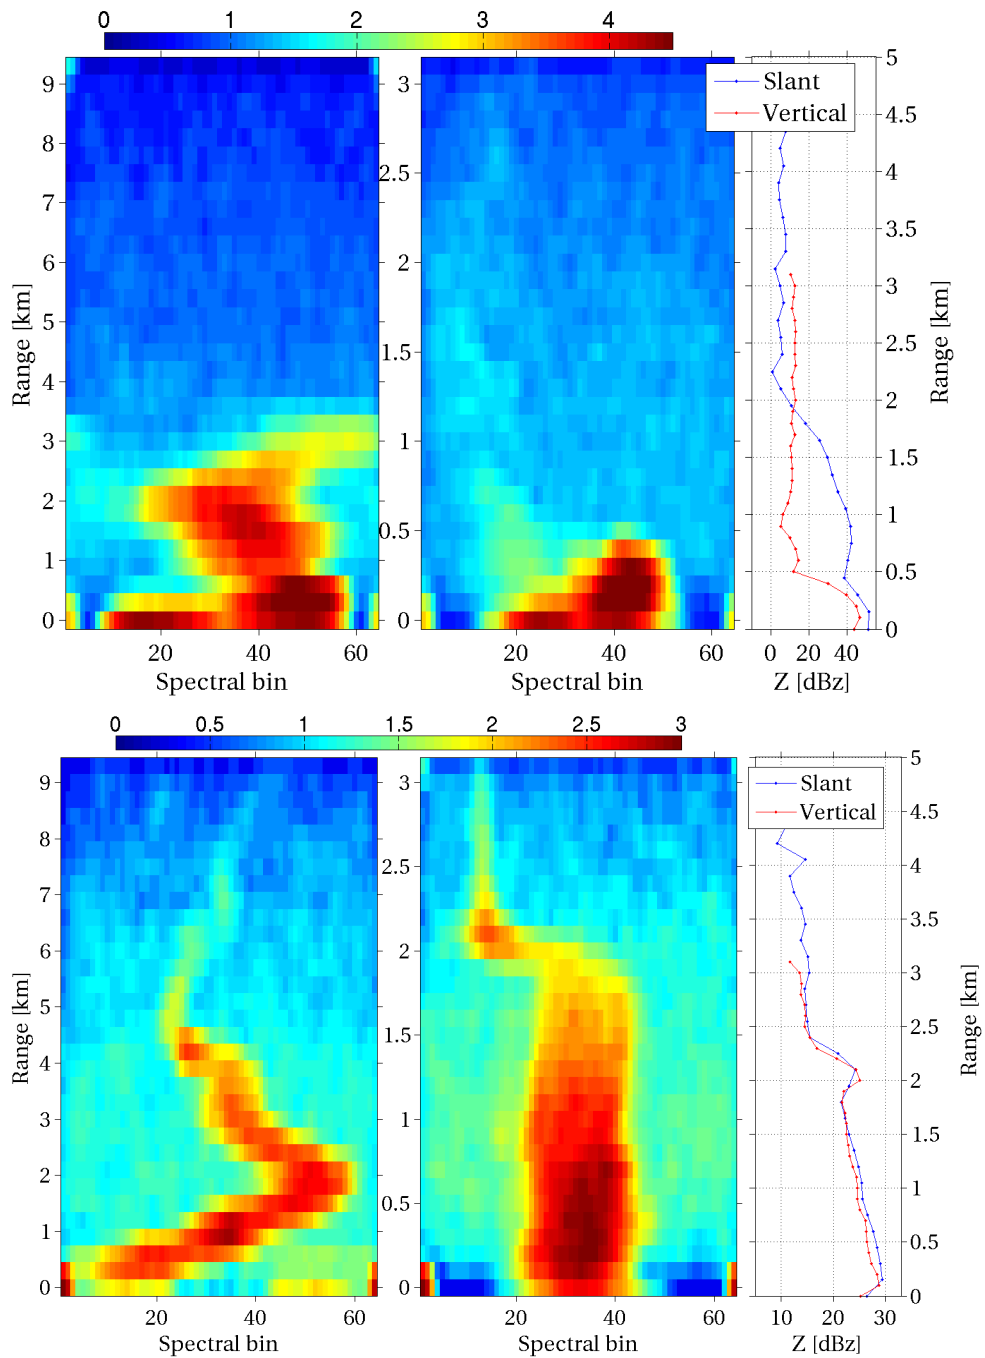 0 1 2 3 4
9 8 7 6 5 4 3 2 1 0
Range [km]
20 40 60
Spectral bin
3 2.5 2 1.5 1 0.5 0
20 40 60
Spectral bin
Slant
Vertical
5 4.5 4 3.5 3 2.5 2 1.5 1 0.5 0
Range [km]
0 20 40
Z [dBz]
0 0.5 1 1.5 2 2.5 3
9 8 7 6 5 4 3 2 1 0
Range [km]
20 40 60
Spectral bin
3 2.5 2 1.5 1 0.5 0
20 40 60
Spectral bin
Slant
Vertical
5 4.5 4 3.5 3 2.5 2 1.5 1 0.5 0
Range [km]
10 20 30
Z [dBz]